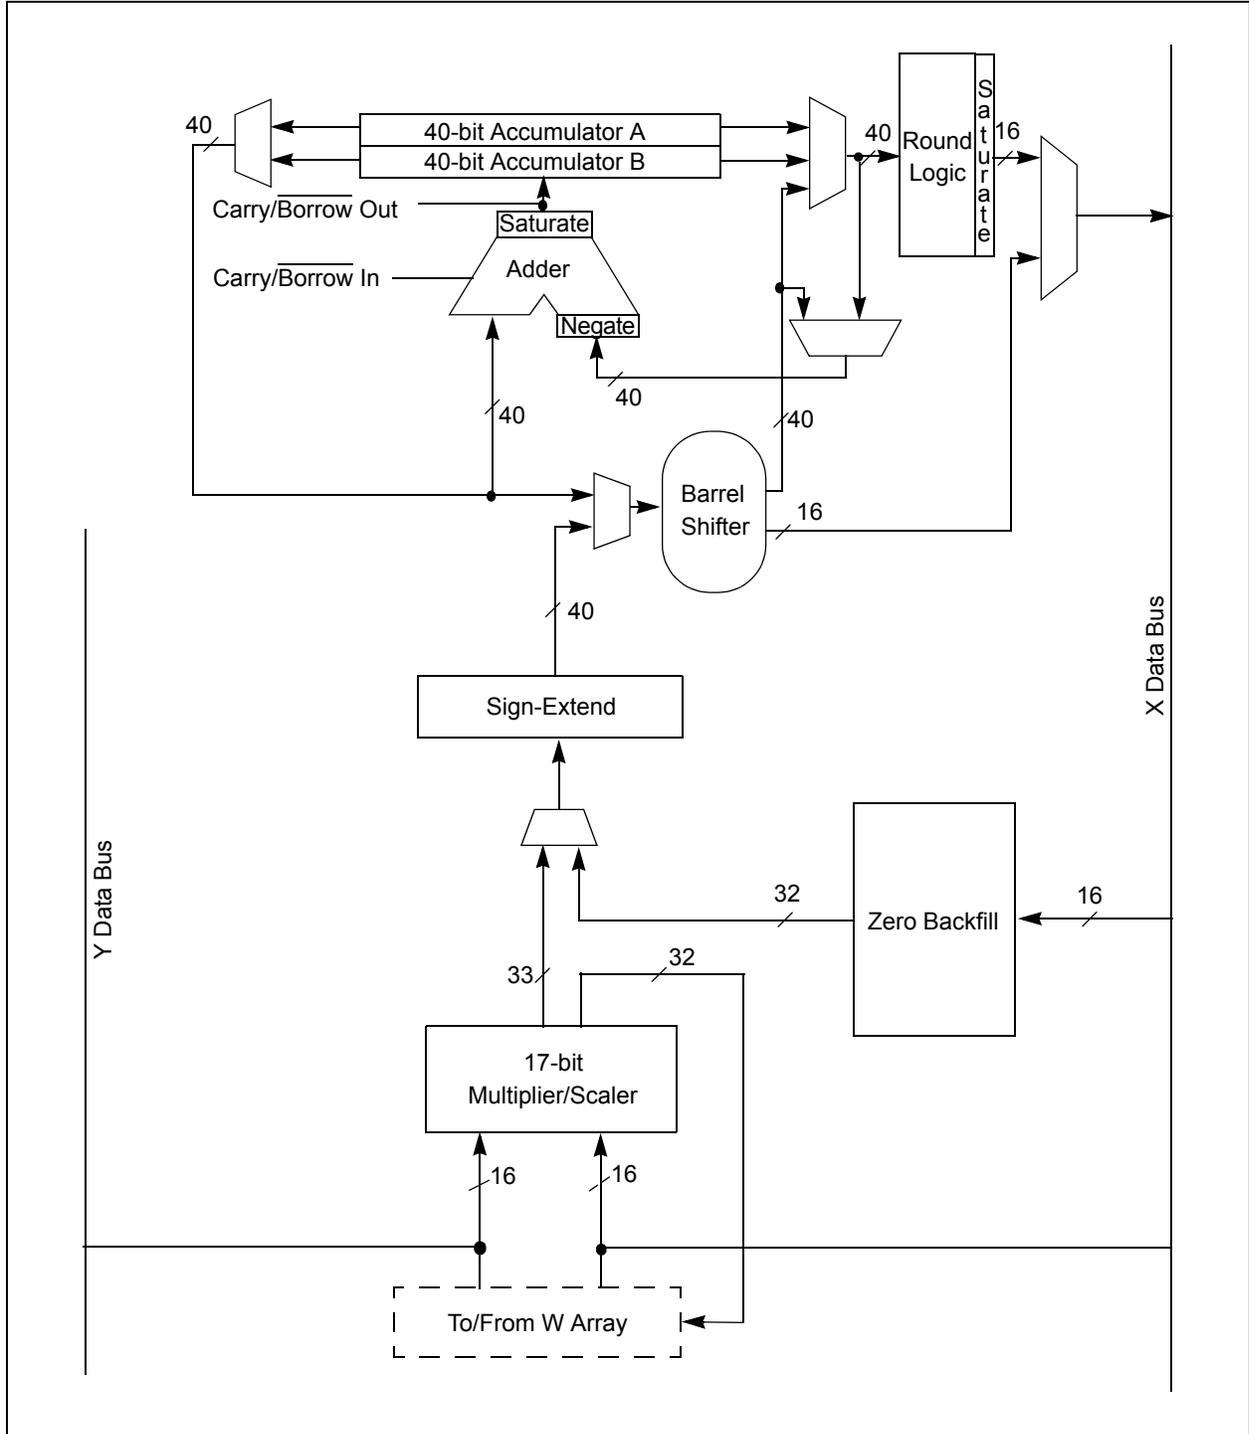 40
40-bit Accumulator A
40-bit Accumulator B
40
Round
Logic
Saturate
16
Carry/Borrow Out
Saturate
Carry/Borrow In
Adder
Negate
40
40
40
Barrel
Shifter
16
40
X Data Bus
Sign-Extend
Y Data Bus
32
Zero Backfill
16
33
32
17-bit
Multiplier/Scaler
16
16
To/From W Array